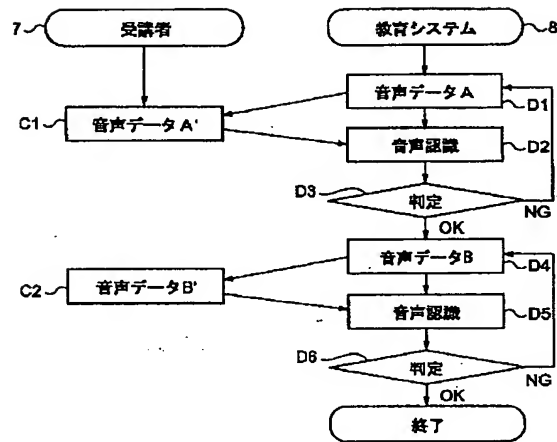 7
受講者
教育システム
8
音声データA
D1
C1
音声データA'
音声認識
D2
D3
判定
NG
OK
音声データB
D4
C2
音声データB'
音声認識
D5
D6
判定
NG
OK
終了